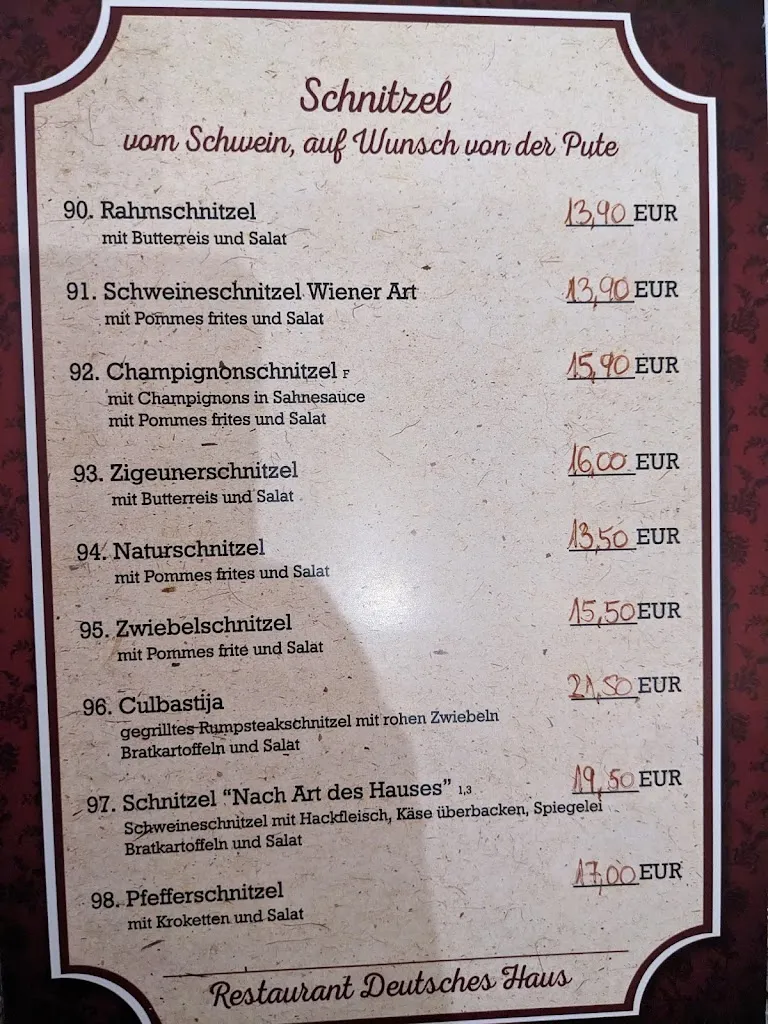 Schnitzel
vom Schwein, auf Wunsch von der Pute
90. Rahmschnitzel 13,90 EUR
mit Butterreis und Salat
91. Schweineschnitzel Wiener Art 13,90 EUR
mit Pommes frites und Salat
92. Champignonschnitzel F 15,90 EUR
mit Champignons in Sahnesauce
mit Pommes frites und Salat
93. Zigeunerschnitzel 16,00 EUR
mit Butterreis und Salat
94. Naturschnitzel 13,50 EUR
mit Pommes frites und Salat
95. Zwiebelschnitzel 15,50 EUR
mit Pommes frite und Salat
96. Culbastija 21,50 EUR
gegrilltes Rumpsteakschnitzel mit rohen Zwiebeln
Bratkartoffeln und Salat
97. Schnitzel “Nach Art des Hauses” 1,3 19,50 EUR
Schweineschnitzel mit Hackfleisch, Käse überbacken, Spiegelei
Bratkartoffeln und Salat
98. Pfefferschnitzel 17,00 EUR
mit Kroketten und Salat
Restaurant Deutsches Haus